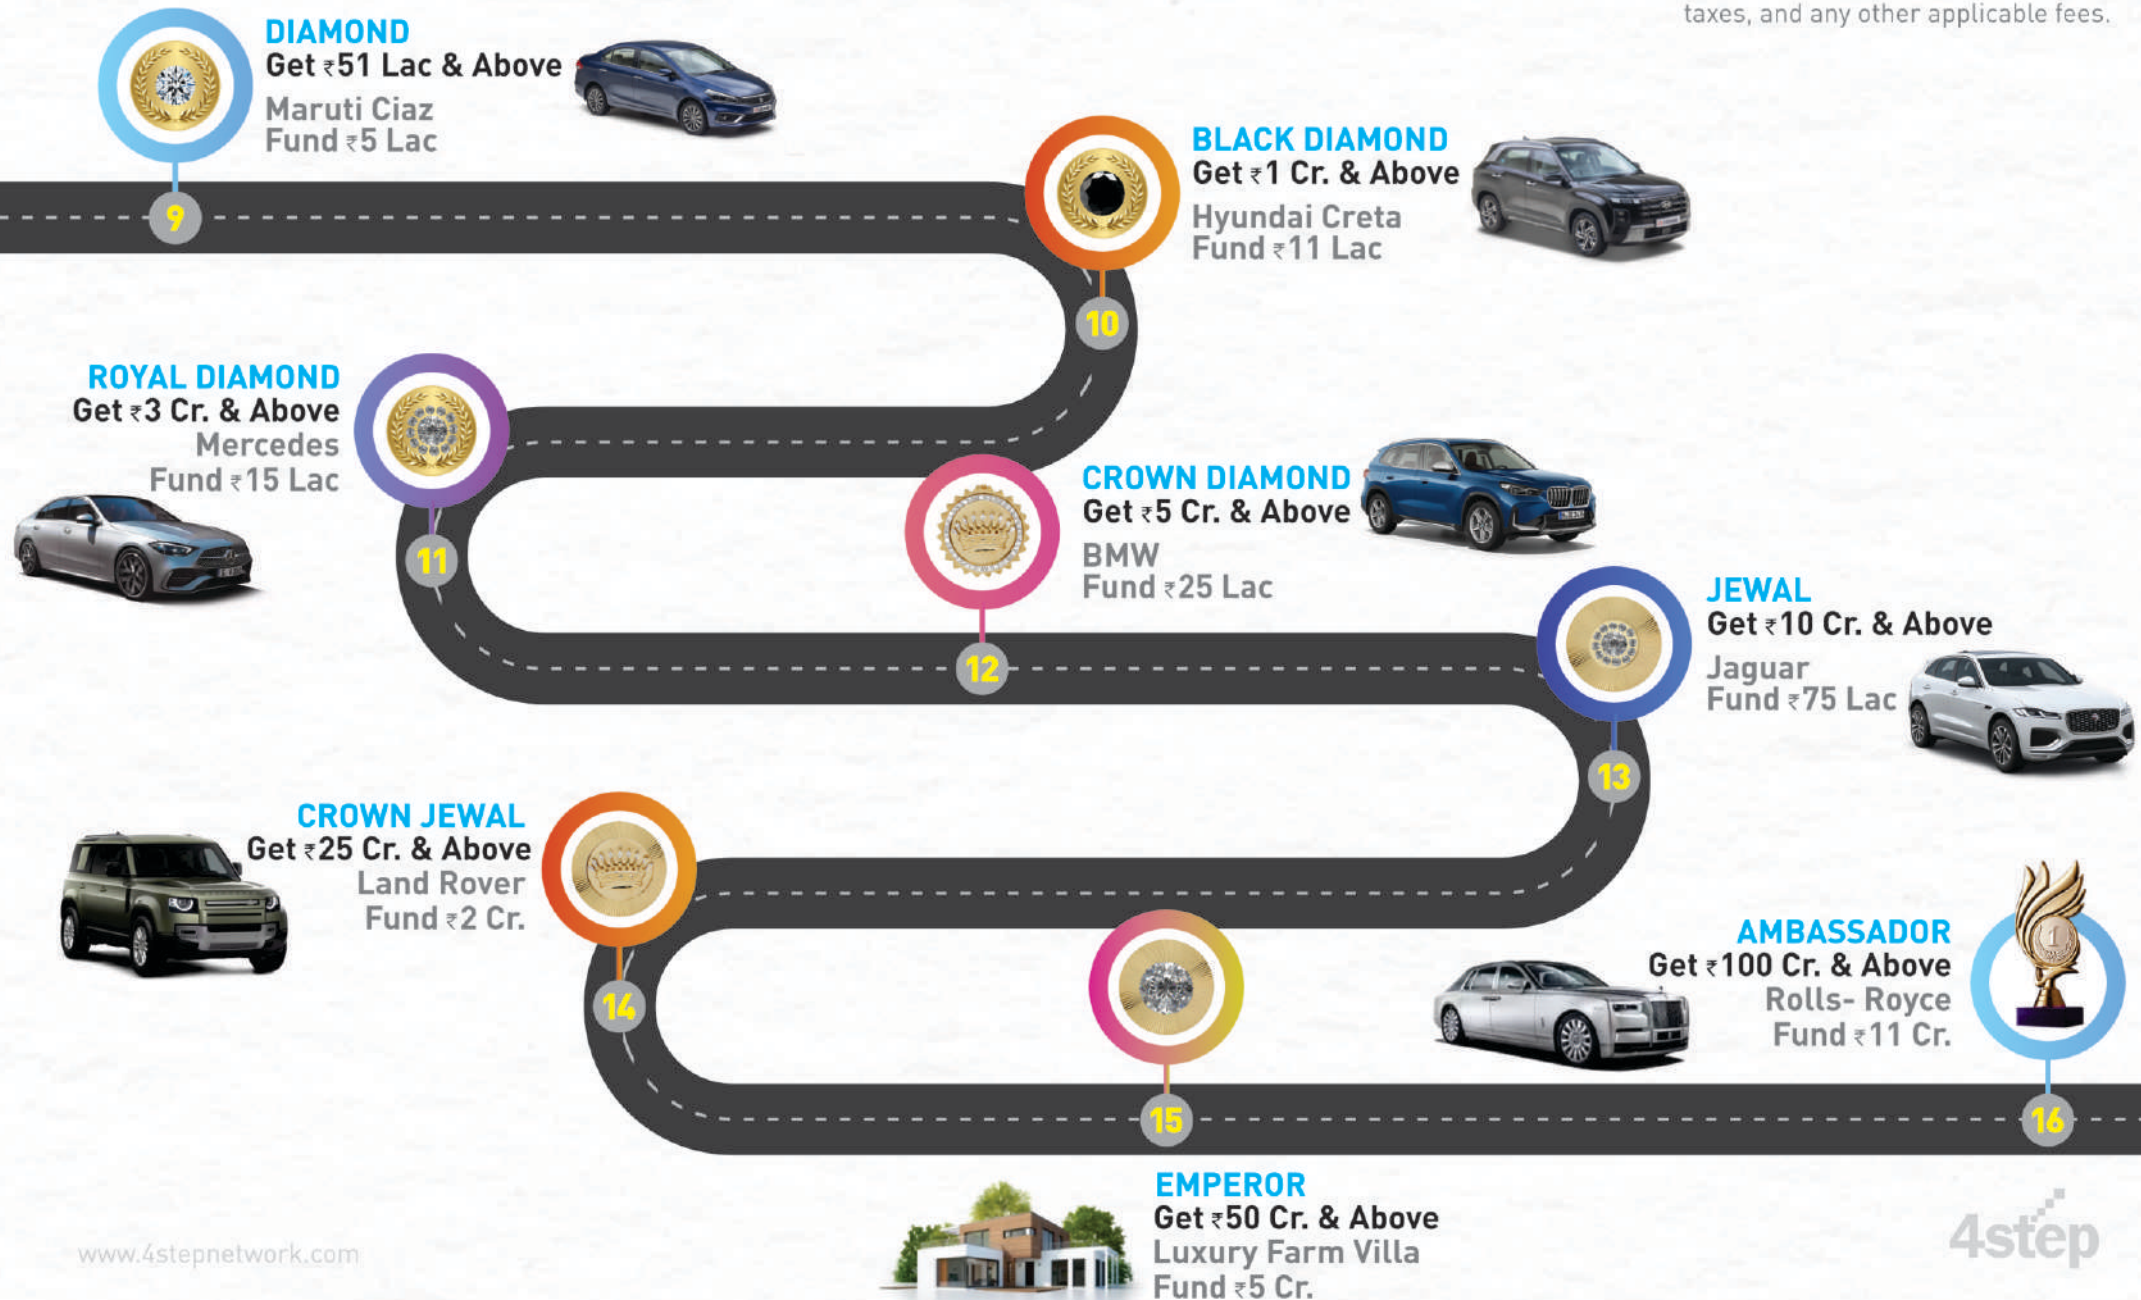 taxes, and any other applicable fees.
DIAMOND
Get ₹51 Lac & Above
Maruti Ciaz
Fund ₹5 Lac
9
BLACK DIAMOND
Get ₹1 Cr. & Above
Hyundai Creta
Fund ₹11 Lac
10
ROYAL DIAMOND
Get ₹3 Cr. & Above
Mercedes
Fund ₹15 Lac
11
CROWN DIAMOND
Get ₹5 Cr. & Above
BMW
Fund ₹25 Lac
12
JEWAL
Get ₹10 Cr. & Above
Jaguar
Fund ₹75 Lac
13
CROWN JEWAL
Get ₹25 Cr. & Above
Land Rover
Fund ₹2 Cr.
14
15
EMPEROR
Get ₹50 Cr. & Above
Luxury Farm Villa
Fund ₹5 Cr.
AMBASSADOR
Get ₹100 Cr. & Above
Rolls- Royce
Fund ₹11 Cr.
1
16
www.4stepnetwork.com
4step